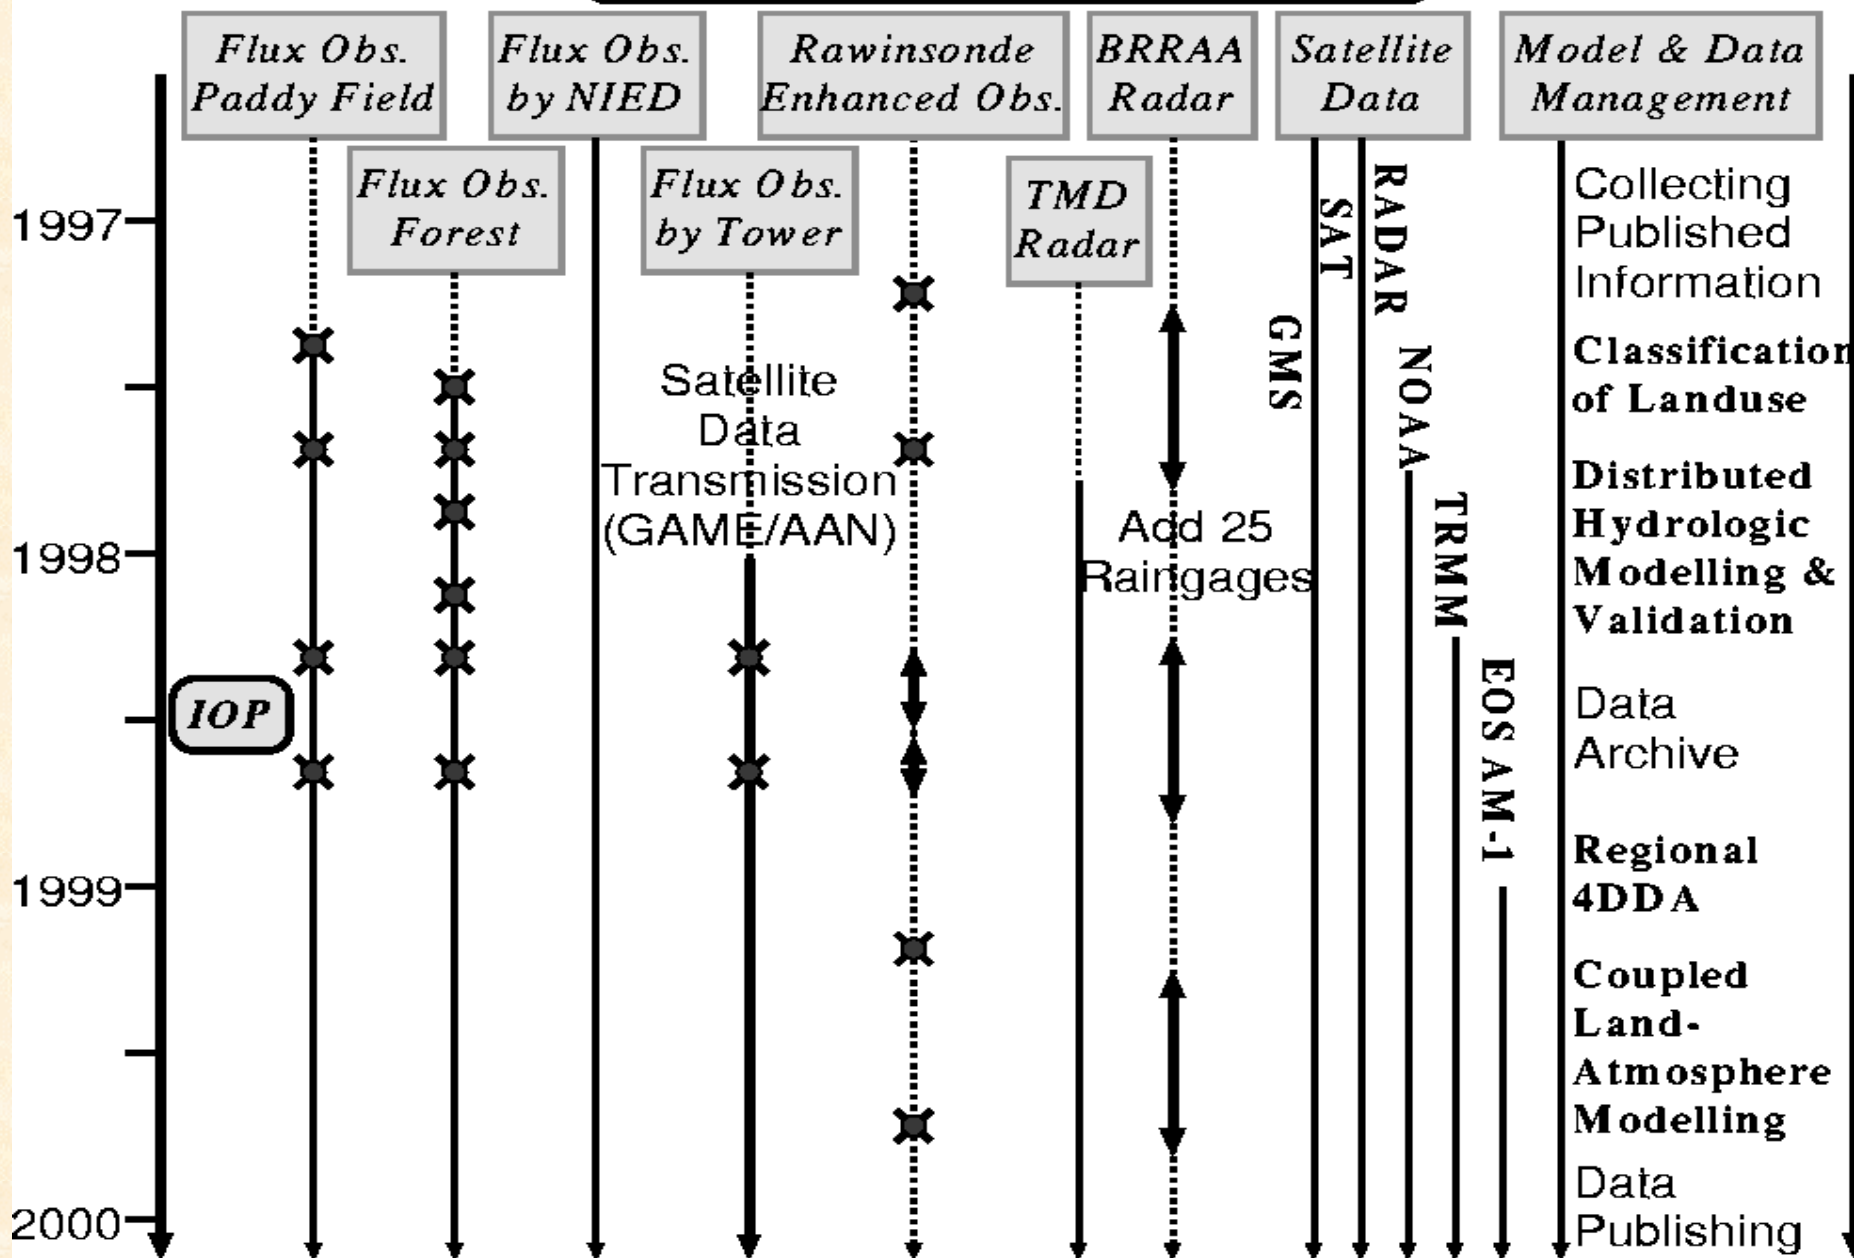 Flux Obs.
Paddy Field
Flux Obs.
by NIED
Rawinsonde
Enhanced Obs.
BRRAA
Radar
Satellite
Data
Model & Data
Management
Flux Obs.
Forest
Flux Obs.
by Tower
TMD
Radar
1997
1998
1999
2000
IOP
Satellite
Data
Transmission
(GAME/AAN)
Add 25
Raingages
GMS
SAT
RADAR
NOAA
TRMM
EOS AM-1
Collecting
Published
Information
Classification
of Landuse
Distributed
Hydrologic
Modelling &
Validation
Data
Archive
Regional
4DDA
Coupled
Land-
Atmosphere
Modelling
Data
Publishing